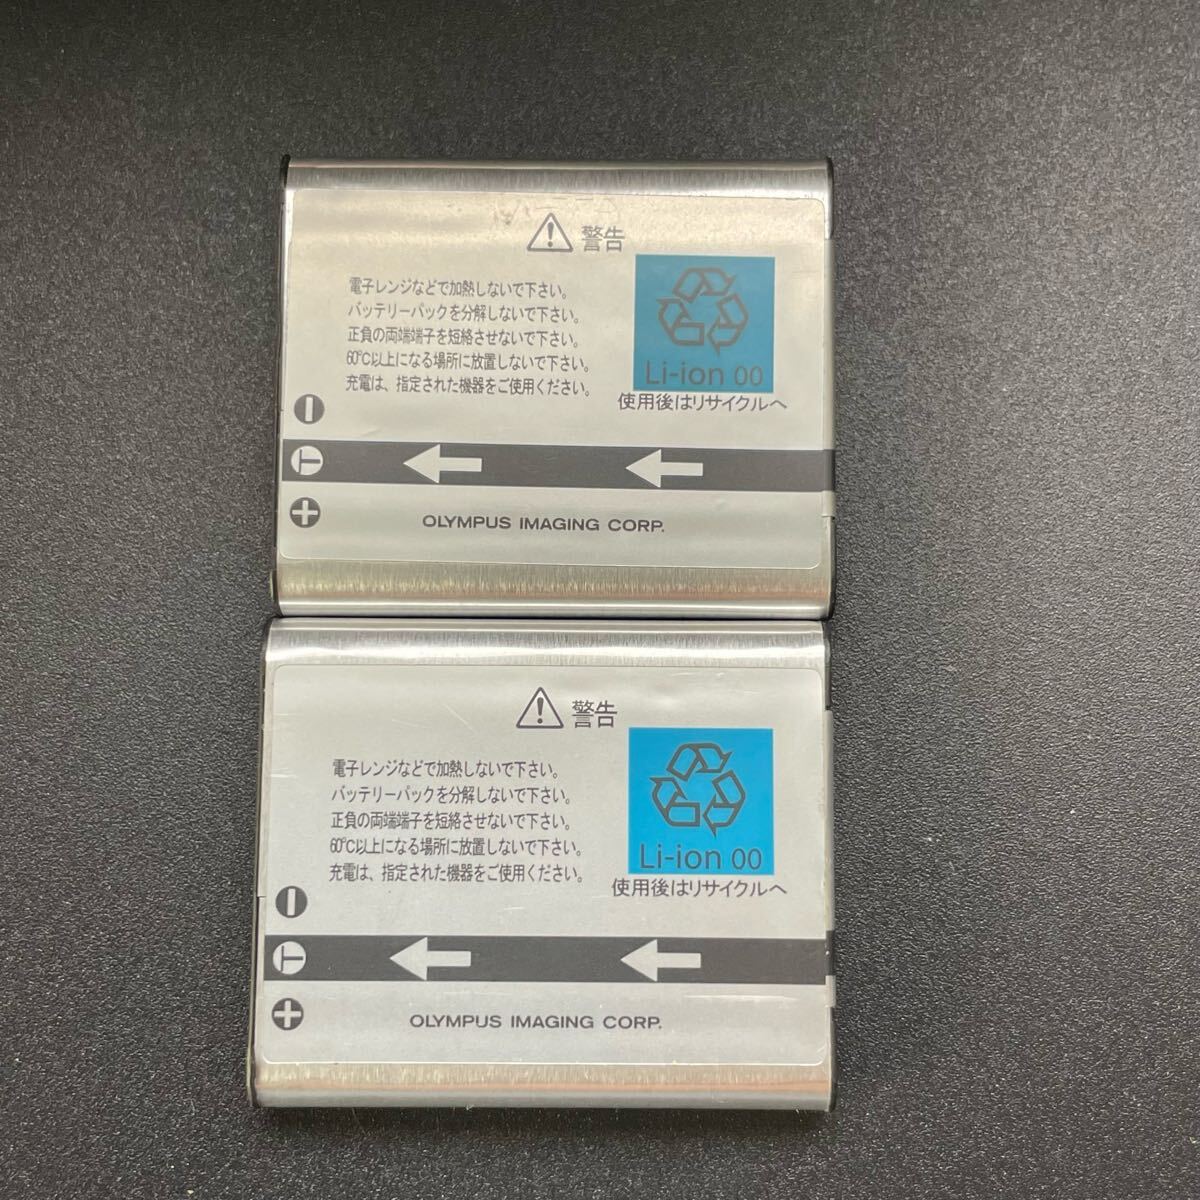 警告
電子レンジなどで加熱しないで下さい。
バッテリーパックを分解しないで下さい。
正負の両端端子を短絡させないで下さい。
60℃以上になる場所に放置しないで下さい。
充電は、指定された機器をご使用ください。
Li-ion 00
使用後はリサイクルへ
T
OLYMPUS IMAGING CORP.
警告
電子レンジなどで加熱しないで下さい。
バッテリーパックを分解しないで下さい。
正負の両端端子を短絡させないで下さい。
60℃以上になる場所に放置しないで下さい。
充電は、指定された機器をご使用ください。
Li-ion 00
使用後はリサイクルへ
T
OLYMPUS IMAGING CORP.